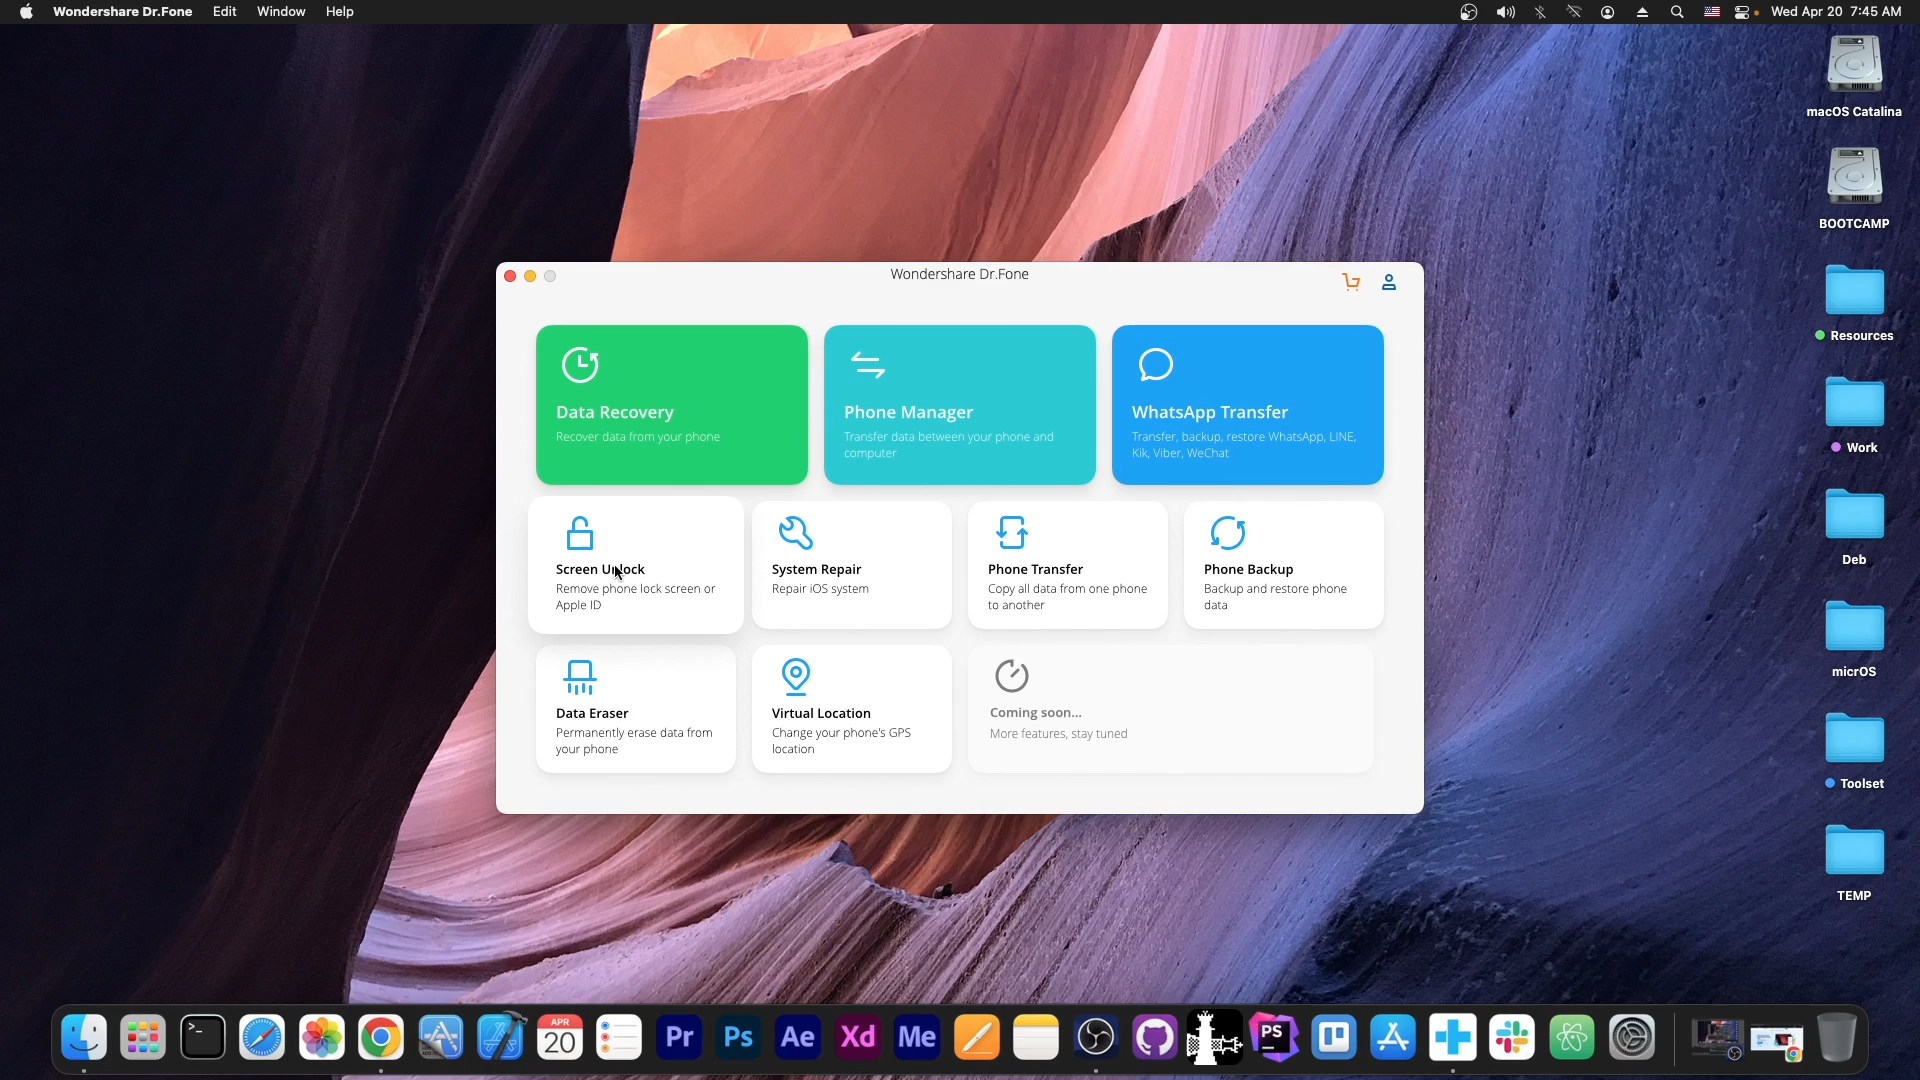 Wondershare Dr.Fone Edit Window Help
Wed Apr 20 7:45 AM
macOS Catalina
BOOTCAMP
Resources
Work
Deb
micrOS
Toolset
TEMP
Wondershare Dr.Fone
Data Recovery
Recover data from your phone
Phone Manager
Transfer data between your phone and
computer
WhatsApp Transfer
Transfer, backup, restore WhatsApp, LINE,
Kik, Viber, WeChat
Screen Unlock
Remove phone lock screen or
Apple ID
System Repair
Repair iOS system
Phone Transfer
Copy all data from one phone
to another
Phone Backup
Backup and restore phone
data
Data Eraser
Permanently erase data from
your phone
Virtual Location
Change your phone's GPS
location
Coming soon...
More features, stay tuned
APR
20
Pr
Ps
Ae
Xd
Me
PS